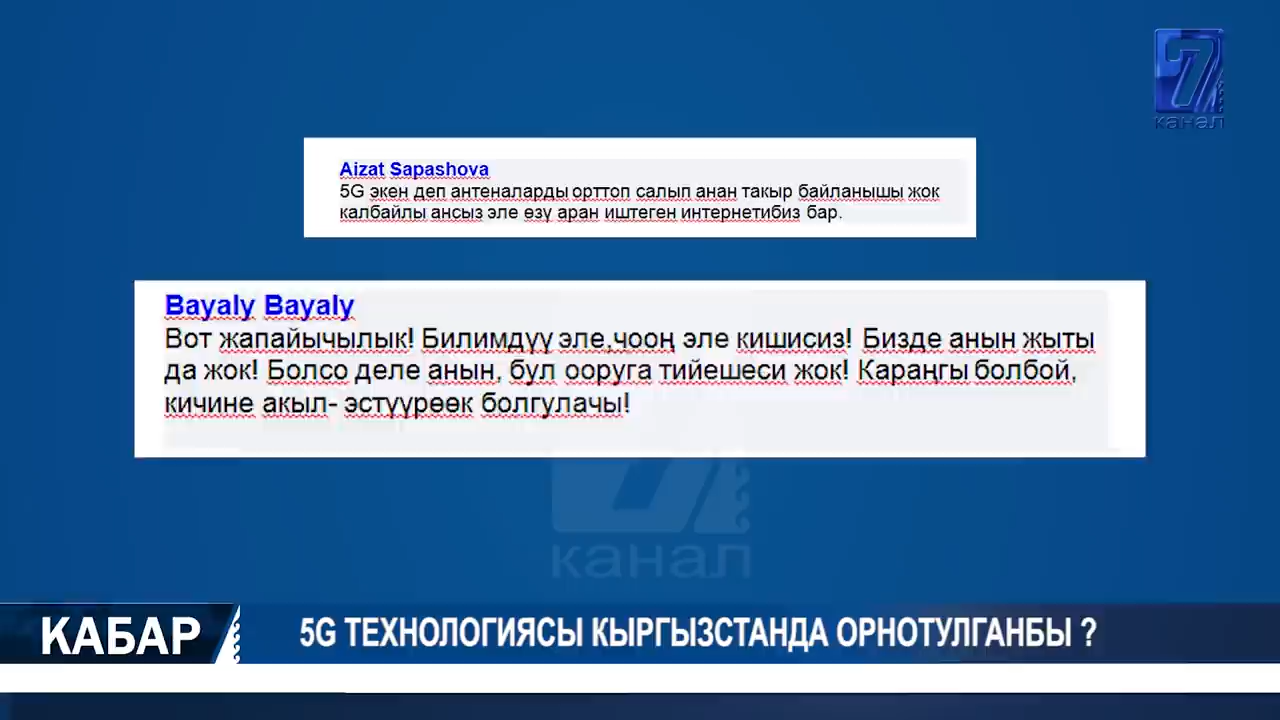 7
канал
Aizat Sapashova
5G экен деп антеналарды орттоп салып анан такыр байланышы жок
калбайлы ансыз эле өзү аран иштеген интернетибиз бар.
Bayaly Bayaly
Вот жапайычылык! Билимдүү эле,чооң эле кишисиз! Бизде анын жыты
да жок! Болсо деле анын, бул ооруга тийешеси жок! Караңгы болбой,
кичине акыл- эстүүрөөк болгулачы!
7
канал
КАБАР
5G ТЕХНОЛОГИЯСЫ КЫРГЫЗСТАНДА ОРНОТУЛГАНБЫ ?